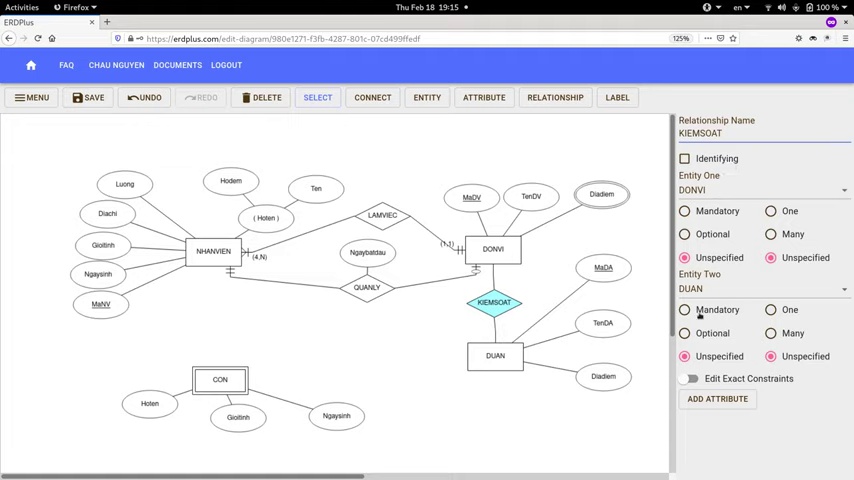 Activities Firefox Thu Feb 18 19:15 en 100 %
ERDPlus
https://erdplus.com/edit-diagram/980e1271-f3fb-4287-801c-07cd499ffedf 125%
FAQ CHAU NGUYEN DOCUMENTS LOGOUT
MENU SAVE UNDO REDO DELETE SELECT CONNECT ENTITY ATTRIBUTE RELATIONSHIP LABEL
Relationship Name
KIEMSOAT
Identifying
Entity One
DONVI
Mandatory One
Optional Many
Unspecified Unspecified
Entity Two
DUAN
Mandatory One
Optional Many
Unspecified Unspecified
Edit Exact Constraints
ADD ATTRIBUTE
Luong
Hodem
Ten
Diachi
( Hoten )
LAMVIEC
MaDV
TenDV
Diadiem
Gioitinh
NHANVIEN
(4,N)
(1,1)
DONVI
Ngaybatdau
Ngaysinh
MaDA
MaNV
QUANLY
KIEMSOAT
TenDA
DUAN
Diadiem
CON
Hoten
Gioitinh
Ngaysinh